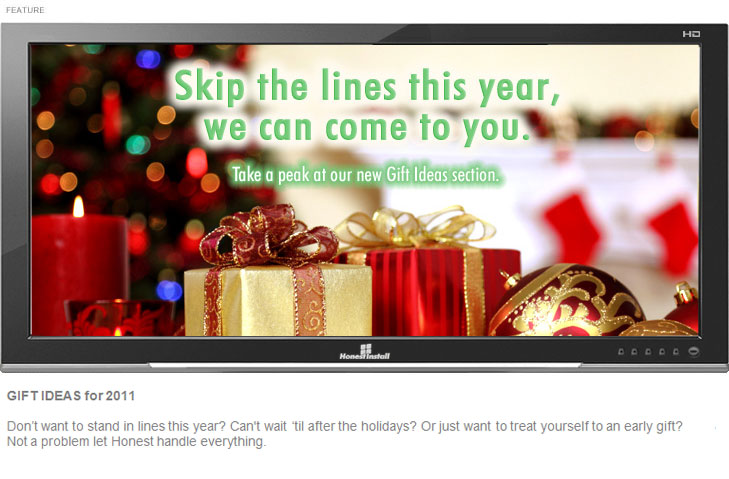 FEATURE
HD
Skip the lines this year,
we can come to you.
Take a peak at our new Gift Ideas section.
HonestInstall
GIFT IDEAS for 2011
Don't want to stand in lines this year? Can't wait ‘til after the holidays? Or just want to treat yourself to an early gift?
Not a problem let Honest handle everything.